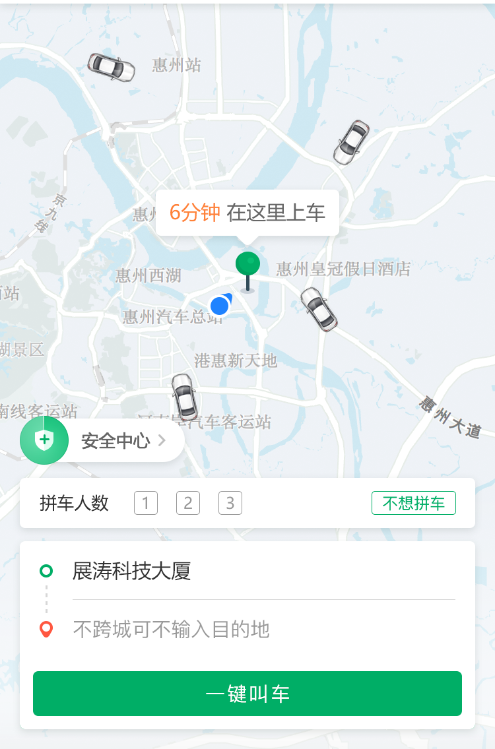 惠州站
京九线
惠州
6分钟 在这里上车
惠州皇冠假日酒店
惠州西湖
西站
惠州汽车总站
湖景区
港惠新天地
惠州大道
南线客运站
汽车客运站
安全中心
拼车人数 1 2 3 不想拼车
展涛科技大厦
不跨城可不输入目的地
一键叫车